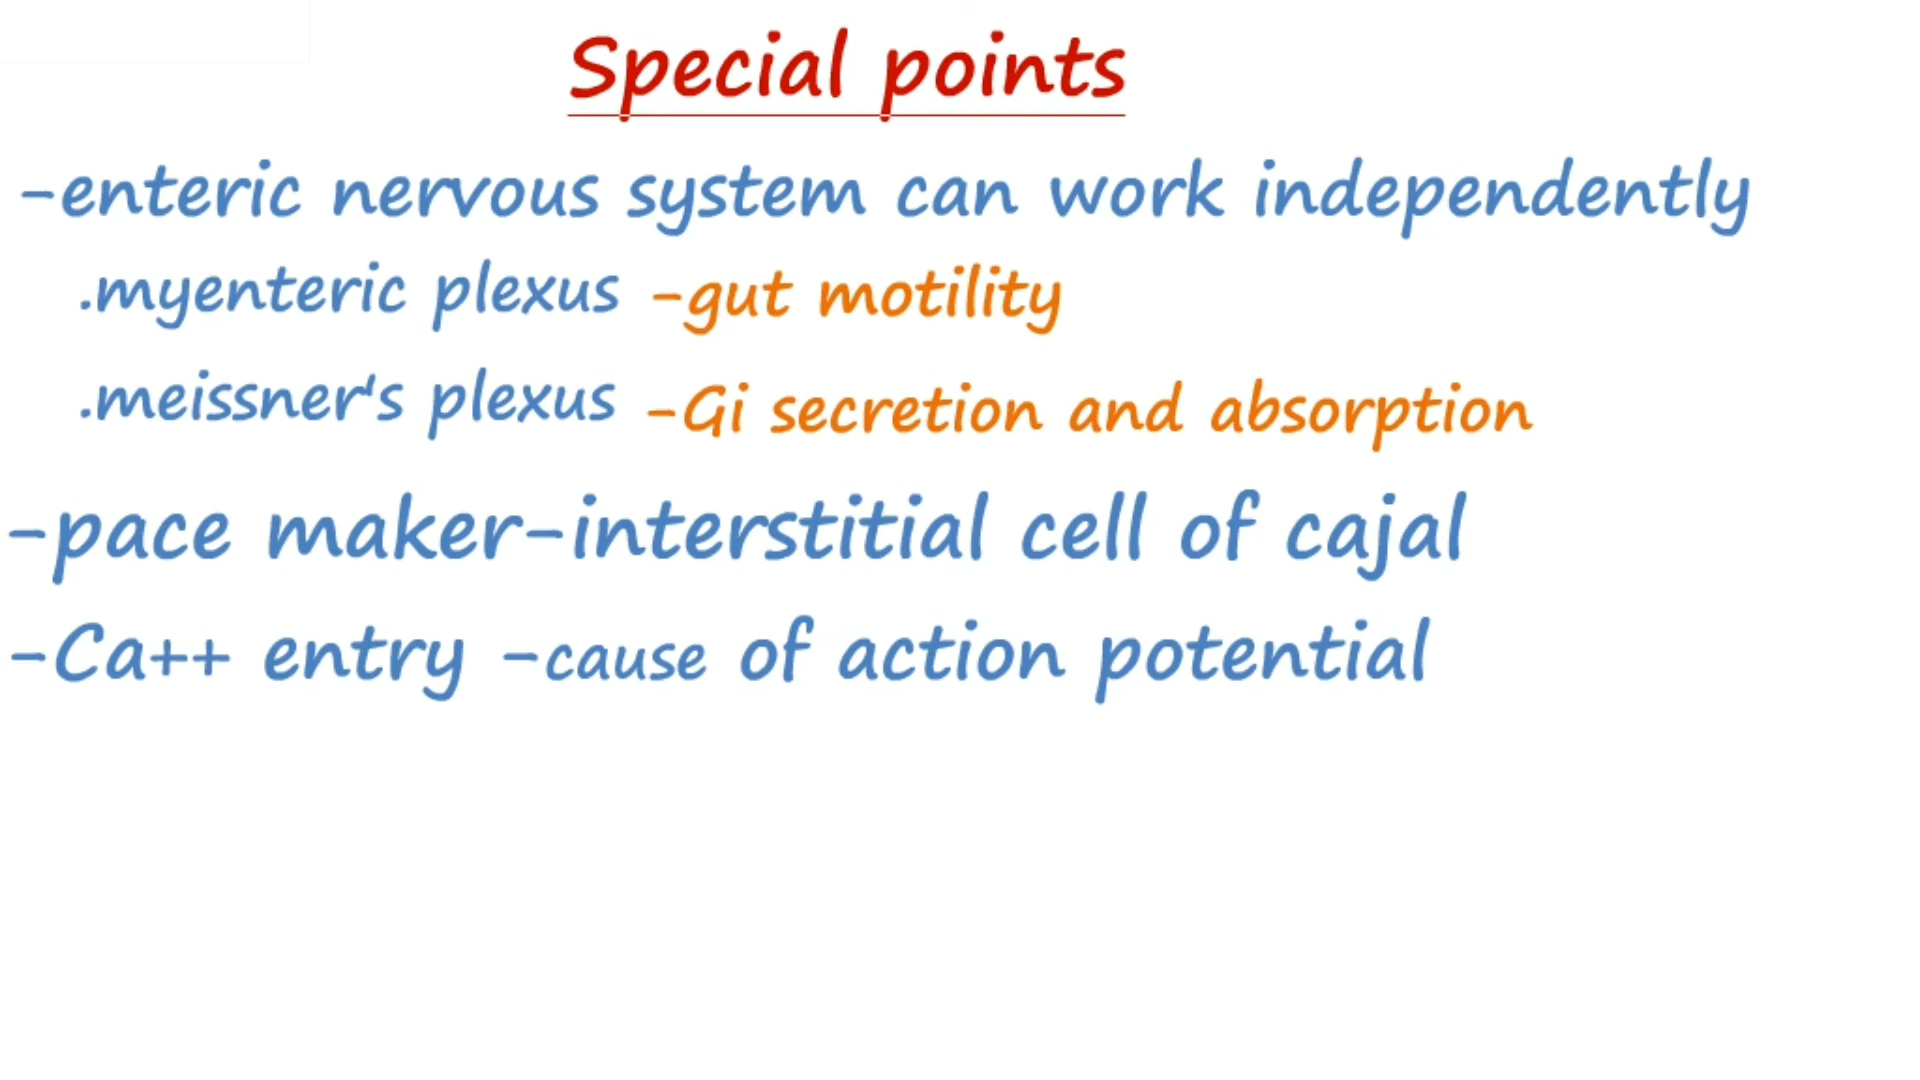 Special points
-enteric nervous system can work independently
.myenteric plexus -gut motility
.meissner's plexus -Gi secretion and absorption
-pace maker-interstitial cell of cajal
-Ca++ entry -cause of action potential